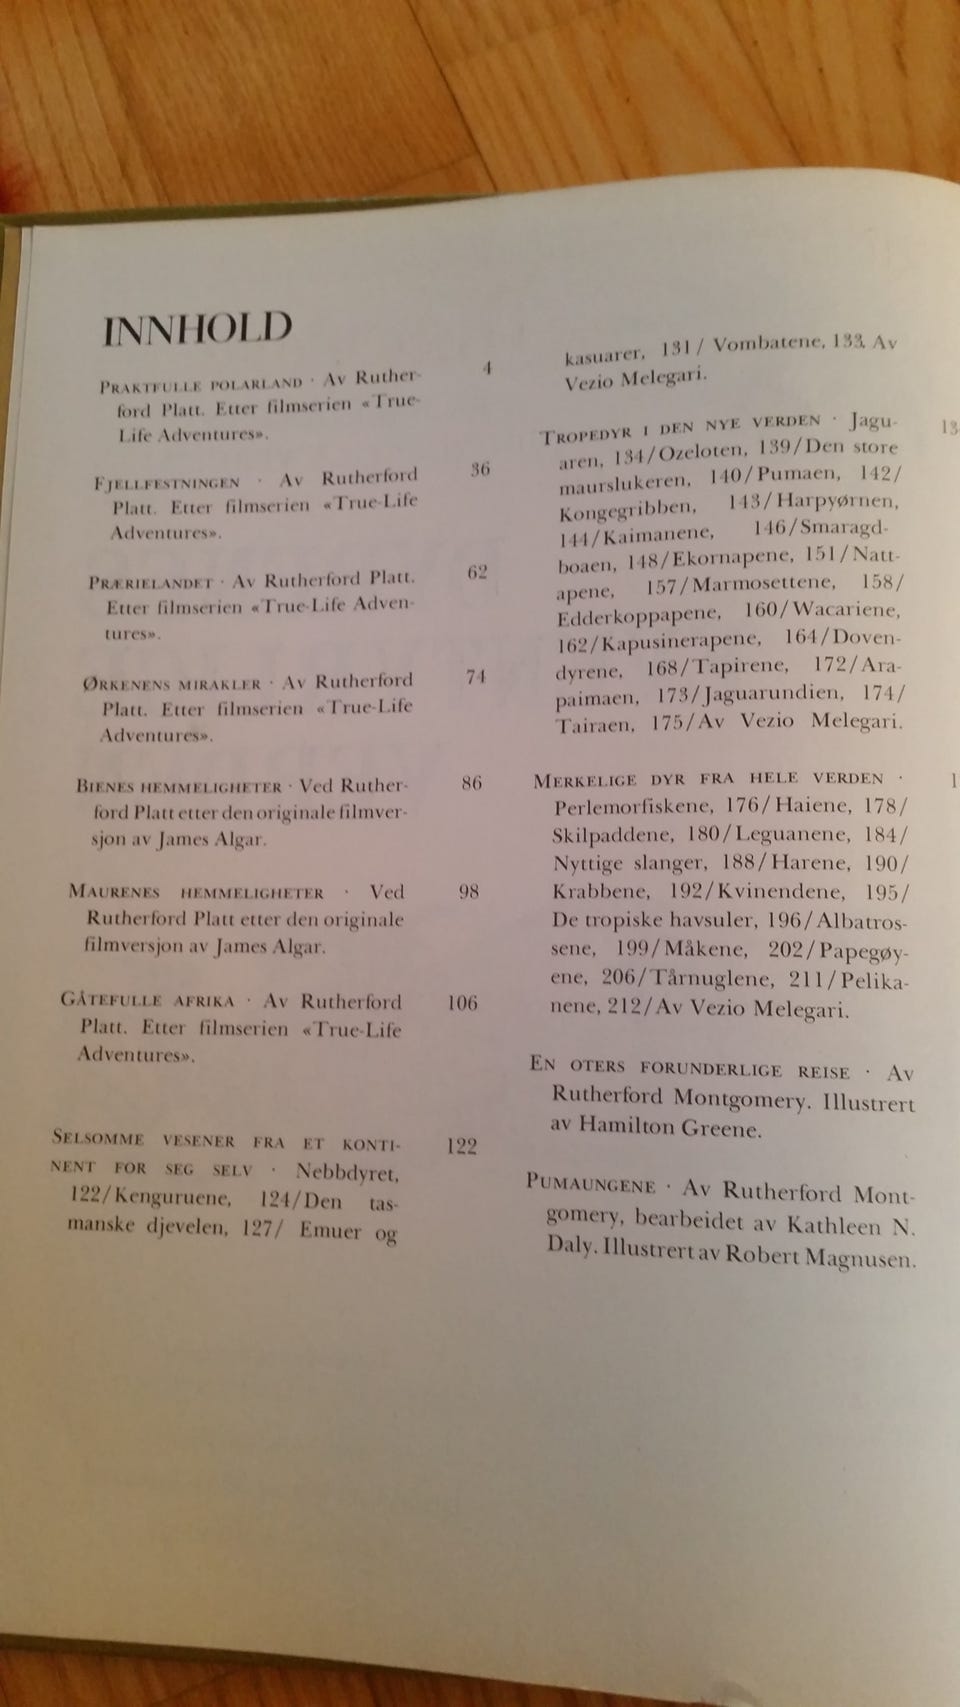 INNHOLD
PRAKTFULLE POLARLAND · Av Ruther- 4
ford Platt. Etter filmserien «True-
Life Adventures».
FJELLFESTNINGEN · Av Rutherford 36
Platt. Etter filmserien «True-Life
Adventures».
PRÆRIELANDET · Av Rutherford Platt. 62
Etter filmserien «True-Life Adven-
tures».
ØRKENENS MIRAKLER · Av Rutherford 74
Platt. Etter filmserien «True-Life
Adventures».
BIENES HEMMELIGHETER · Ved Ruther- 86
ford Platt etter den originale filmver-
sjon av James Algar.
MAURENES HEMMELIGHETER · Ved 98
Rutherford Platt etter den originale
filmversjon av James Algar.
GÅTEFULLE AFRIKA · Av Rutherford 106
Platt. Etter filmserien «True-Life
Adventures».
SELSOMME VESENER FRA ET KONTI- 122
NENT FOR SEG SELV · Nebbdyret,
122/Kenguruene, 124/Den tas-
manske djevelen, 127/ Emuer og
kasuarer, 131/ Vombatene, 133. Av
Vezio Melegari.
TROPEDYR I DEN NYE VERDEN · Jagu- 13
aren, 134/Ozeloten, 139/Den store
maurslukeren, 140/Pumaen, 142/
Kongegribben, 143/Harpyørnen,
144/Kaimanene, 146/Smaragd-
boaen, 148/Ekornapene, 151/Natt-
apene, 157/Marmosettene, 158/
Edderkoppapene, 160/Wacariene,
162/Kapusinerapene, 164/Doven-
dyrene, 168/Tapirene, 172/Ara-
paimaen, 173/Jaguarundien, 174/
Tairaen, 175/Av Vezio Melegari.
MERKELIGE DYR FRA HELE VERDEN · 1
Perlemorfiskene, 176/Haiene, 178/
Skilpaddene, 180/Leguanene, 184/
Nyttige slanger, 188/Harene, 190/
Krabbene, 192/Kvinendene, 195/
De tropiske havsuler, 196/Albatros-
sene, 199/Måkene, 202/Papegøy-
ene, 206/Tårnuglene, 211/Pelika-
nene, 212/Av Vezio Melegari.
EN OTERS FORUNDERLIGE REISE · Av
Rutherford Montgomery. Illustrert
av Hamilton Greene.
PUMAUNGENE · Av Rutherford Mont-
gomery, bearbeidet av Kathleen N.
Daly. Illustrert av Robert Magnusen.